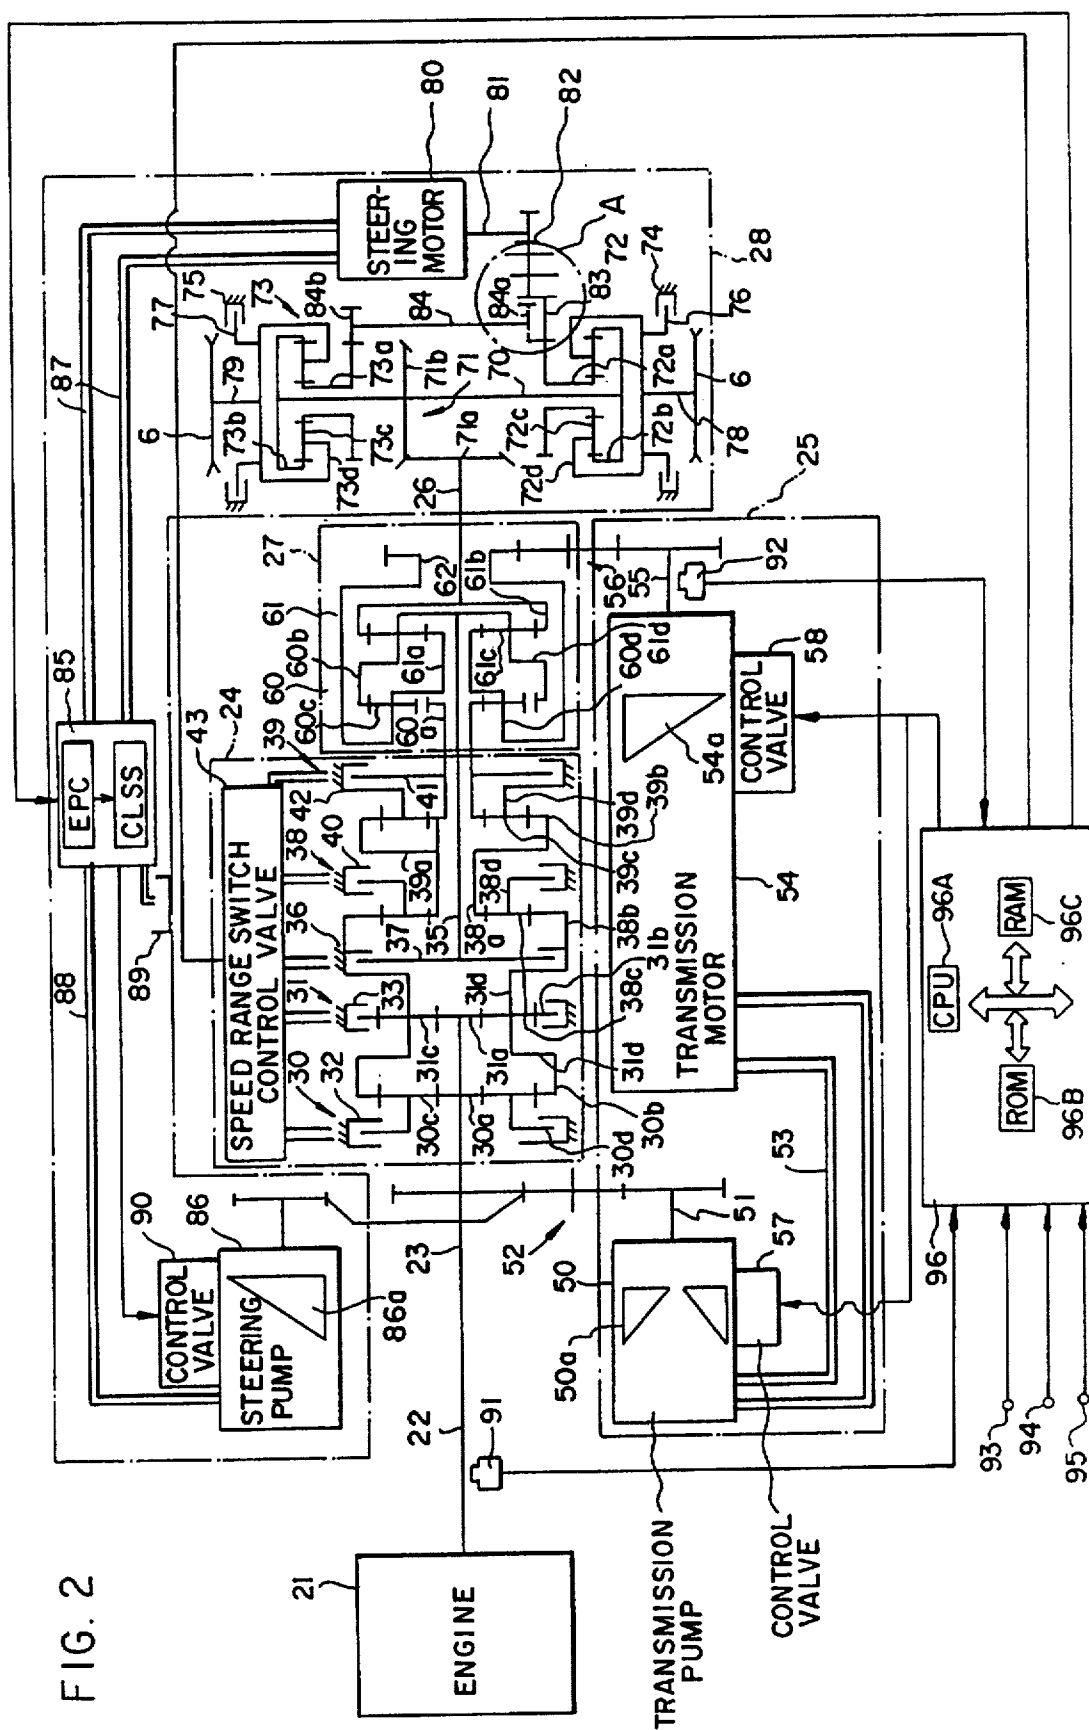 FIG. 2
ENGINE
21
22
23
91
TRANSMISSION
PUMP
CONTROL
VALVE
50
50a
51
52
53
57
CONTROL
VALVE
90
STEERING
PUMP
86
86a
88
89
EPC
CLSS
85
87
SPEED RANGE SWITCH
CONTROL VALVE
43
24
30
32
31
33
36
37
38
40
42
39
41
35
39a
38a
38d
31d
31c
31a
30c
30a
30d
30b
31d
38c
31b
38b
39c
39d
39b
27
60
60b
60c
60a
61
61a
62
61b
61c
60d
61d
26
TRANSMISSION
MOTOR
54
54a
CONTROL
VALVE
58
55
56
92
25
STEER-
ING
MOTOR
80
81
82
A
72
83
84a
84
84b
73
75
77
79
6
73b
73c
73d
73a
71b
71
70
71a
72c
72d
72b
72a
78
6
76
74
28
CPU
96A
ROM
96B
RAM
96C
96
93
94
95